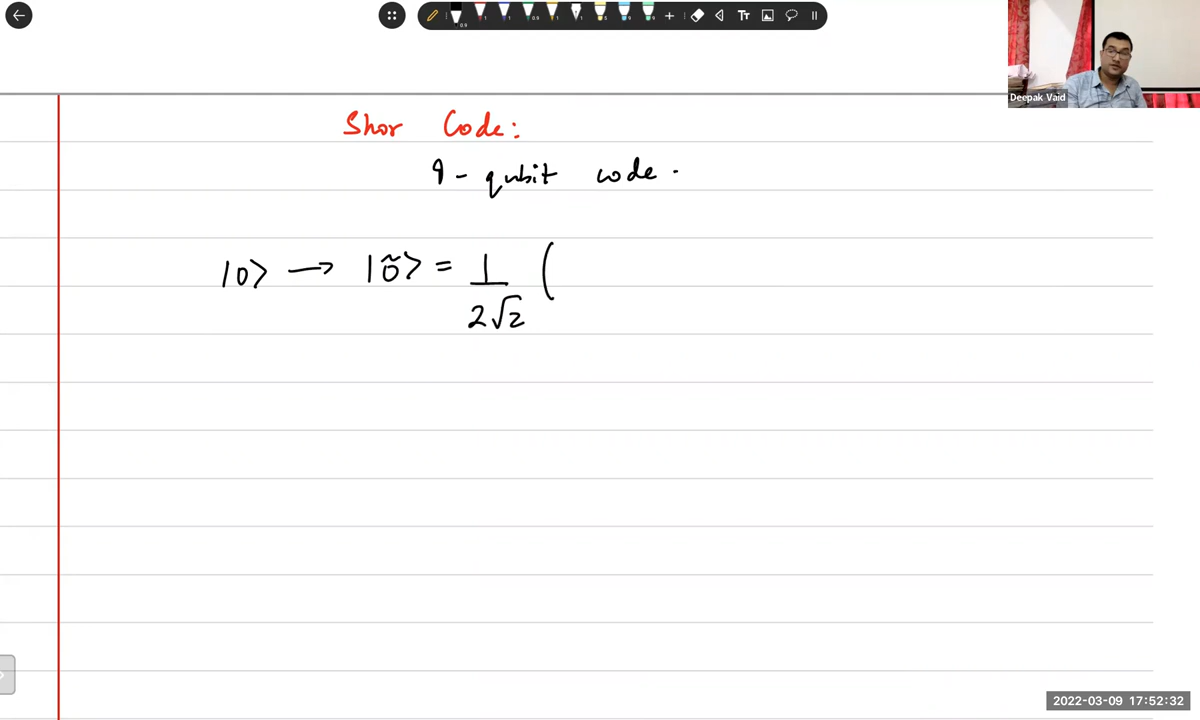 Deepak Vaid
Shor Code:
9-qubit code.
|0> → |0̃> = 1/2√2 (
2022-03-09 17:52:32